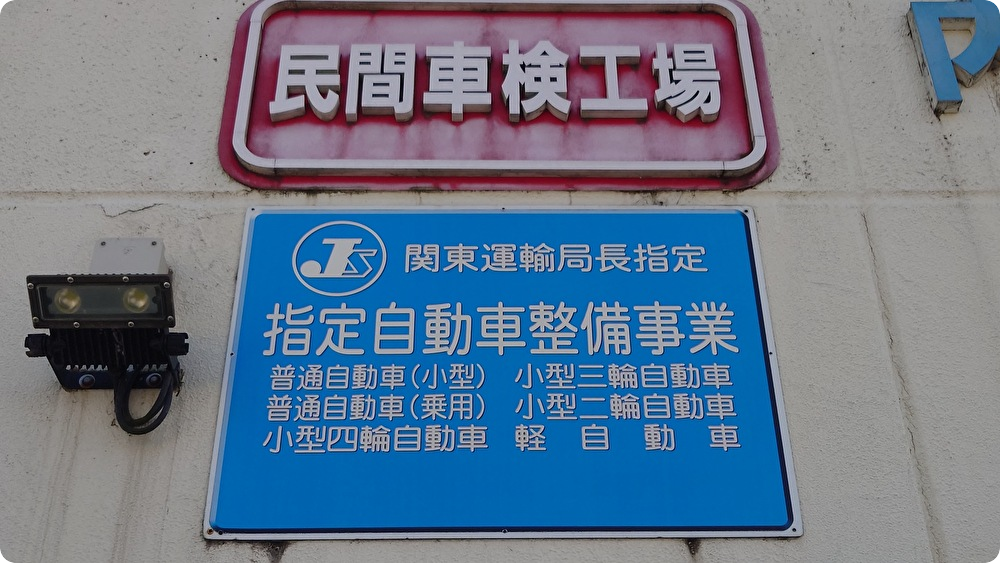 民間車検工場
P
JKS
関東運輸局長指定
指定自動車整備事業
普通自動車(小型) 小型三輪自動車
普通自動車(乗用) 小型二輪自動車
小型四輪自動車 軽自動車